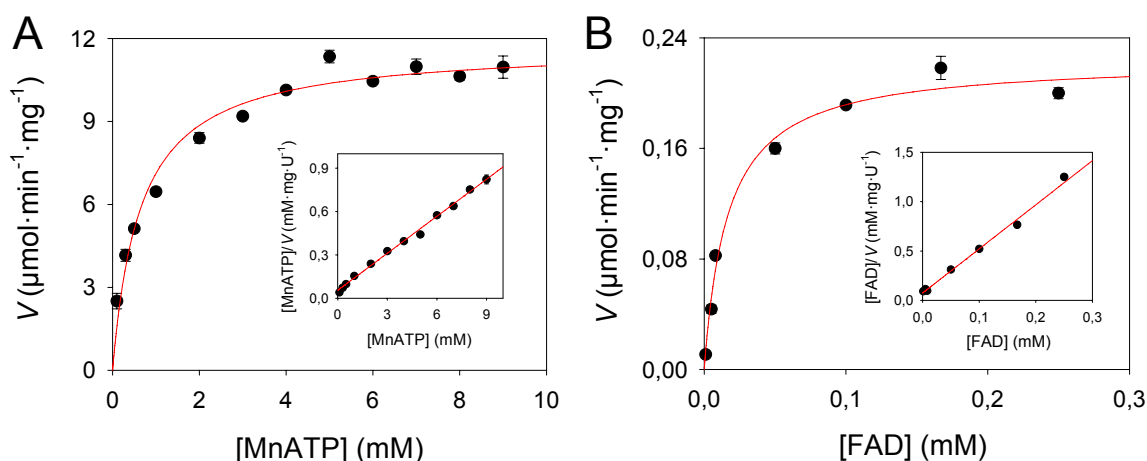 A
V (µmol·min⁻¹·mg⁻¹)
12
9
6
3
0
0 2 4 6 8 10
[MnATP] (mM)
[MnATP]/V (mM·mg·U⁻¹)
0,9
0,6
0,3
0,0
0 3 6 9
[MnATP] (mM)
B
V (µmol·min⁻¹·mg⁻¹)
0,24
0,16
0,08
0,00
0,0 0,1 0,2 0,3
[FAD] (mM)
[FAD]/V (mM·mg·U⁻¹)
1,5
1,0
0,5
0,0
0,0 0,1 0,2 0,3
[FAD] (mM)